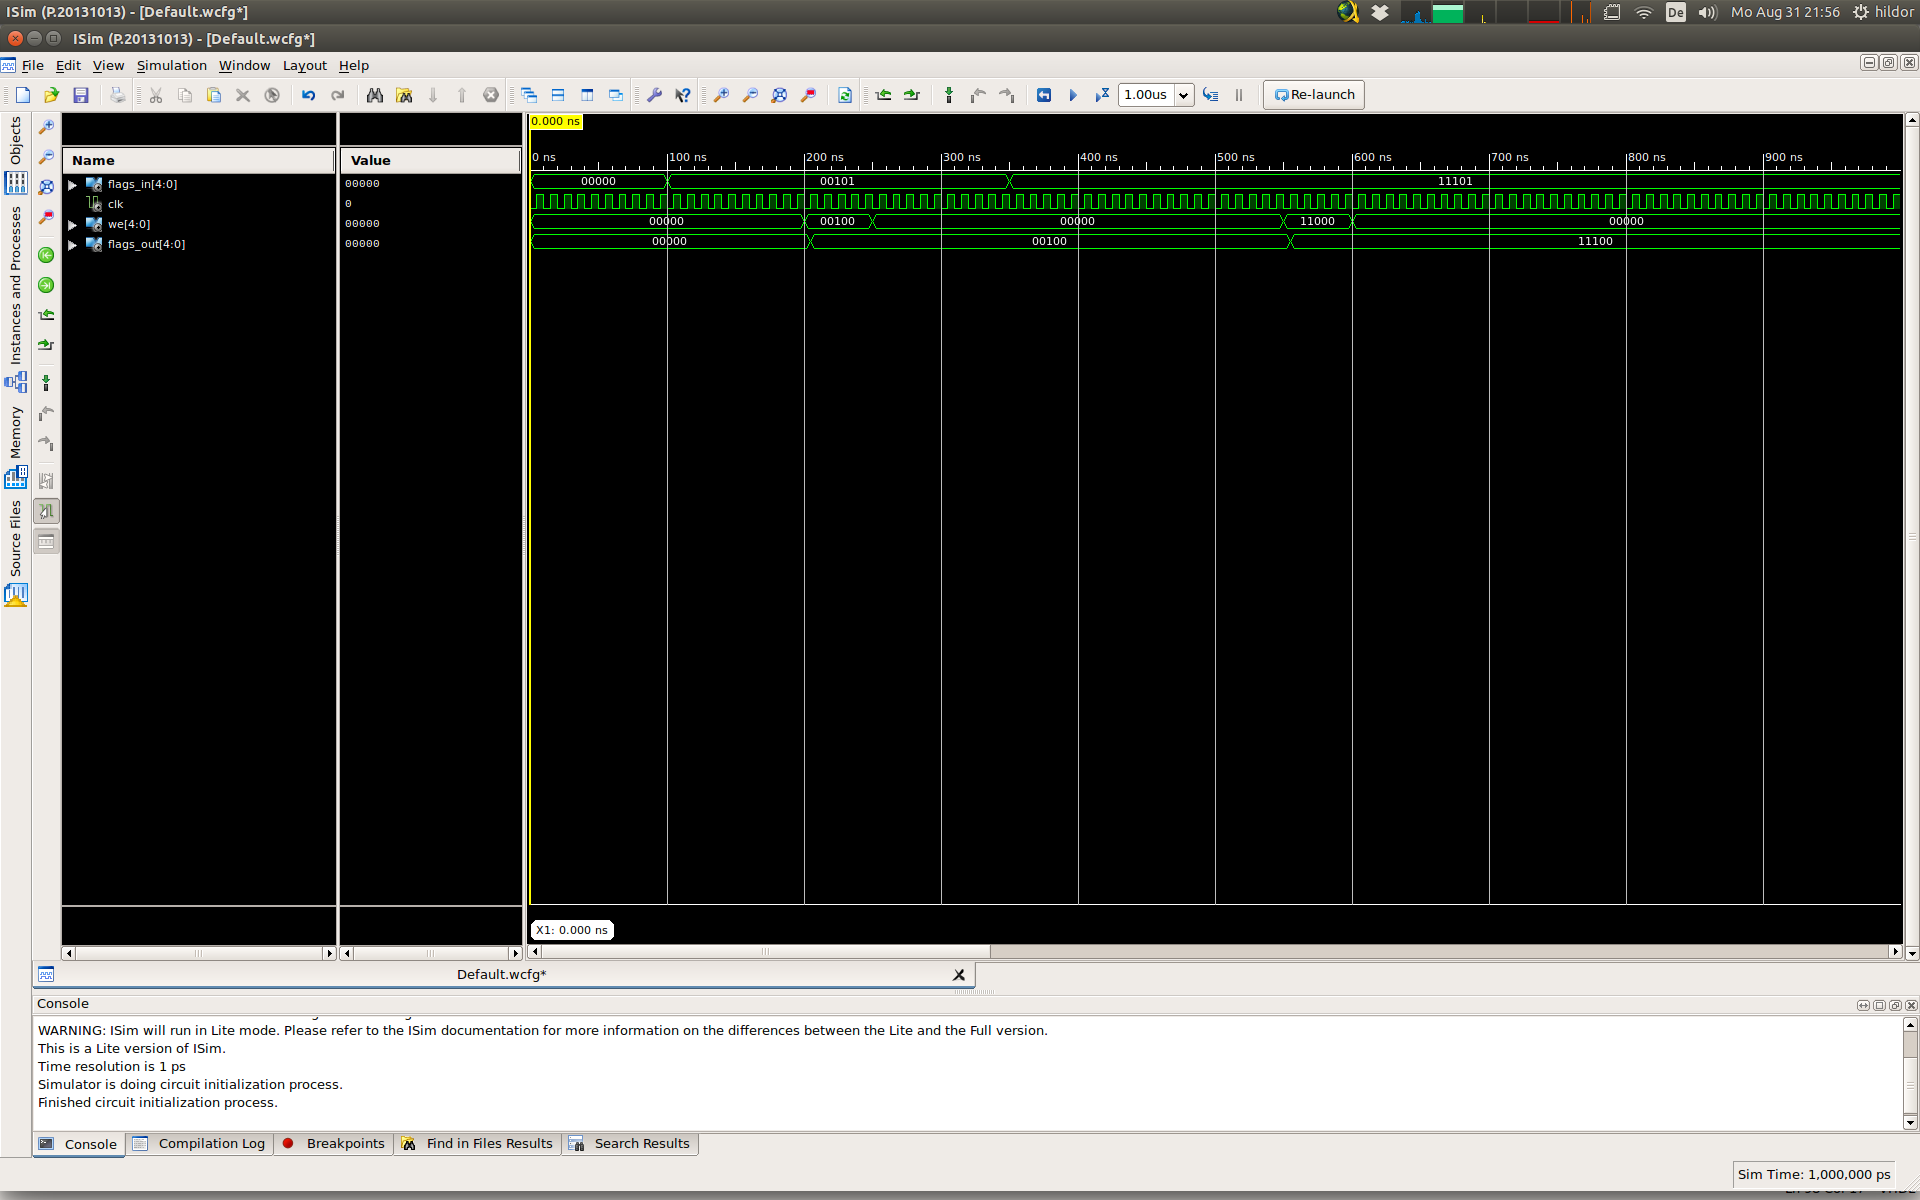 ISim (P.20131013) - [Default.wcfg*]
De
Mo Aug 31 21:56
hildor
ISim (P.20131013) - [Default.wcfg*]
File Edit View Simulation Window Layout Help
1.00us
Re-launch
Objects
Instances and Processes
Memory
Source Files
Name
Value
flags_in[4:0]
00000
clk
0
we[4:0]
00000
flags_out[4:0]
00000
0.000 ns
0 ns 100 ns 200 ns 300 ns 400 ns 500 ns 600 ns 700 ns 800 ns 900 ns
00000 00101 11101
00000 00100 00000 11000 00000
00000 00100 11100
X1: 0.000 ns
Default.wcfg*
Console
WARNING: ISim will run in Lite mode. Please refer to the ISim documentation for more information on the differences between the Lite and the Full version.
This is a Lite version of ISim.
Time resolution is 1 ps
Simulator is doing circuit initialization process.
Finished circuit initialization process.
Console
Compilation Log
Breakpoints
Find in Files Results
Search Results
Sim Time: 1,000,000 ps